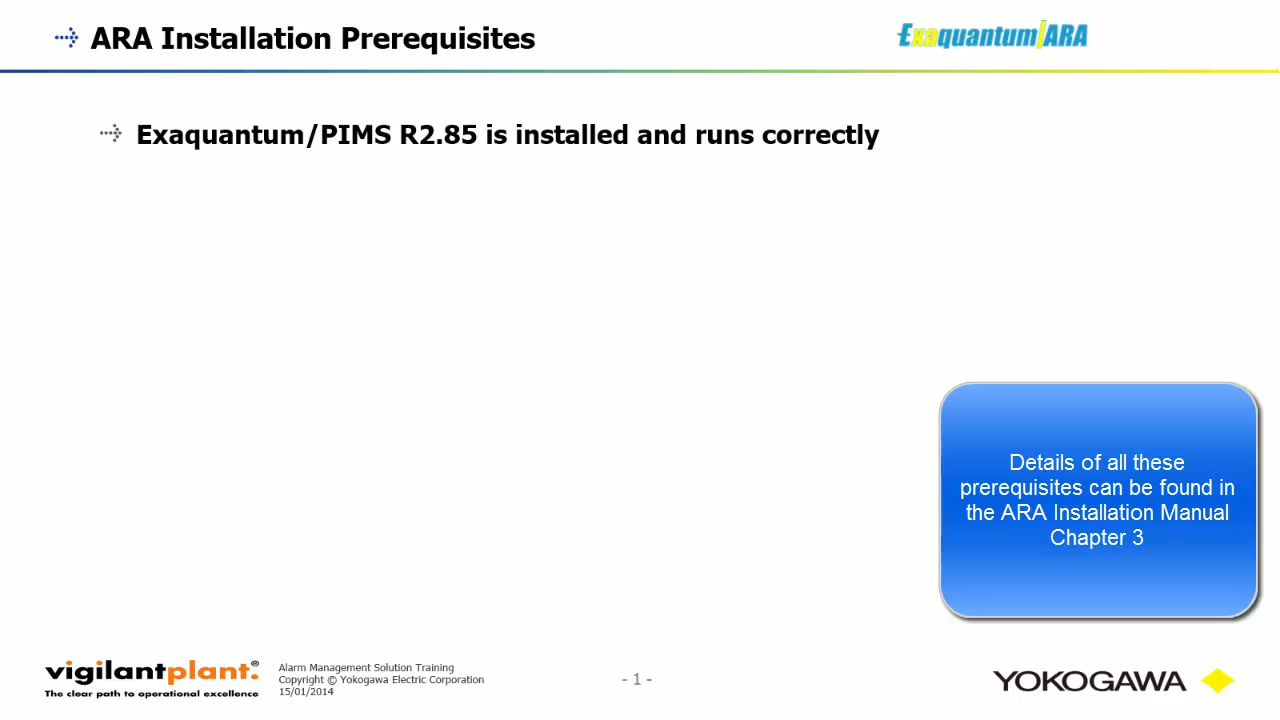 ARA Installation Prerequisites
Exaquantum/ARA
Exaquantum/PIMS R2.85 is installed and runs correctly
Details of all these
prerequisites can be found in
the ARA Installation Manual
Chapter 3
vigilantplant.®
The clear path to operational excellence
Alarm Management Solution Training
Copyright © Yokogawa Electric Corporation
15/01/2014
- 1 -
YOKOGAWA